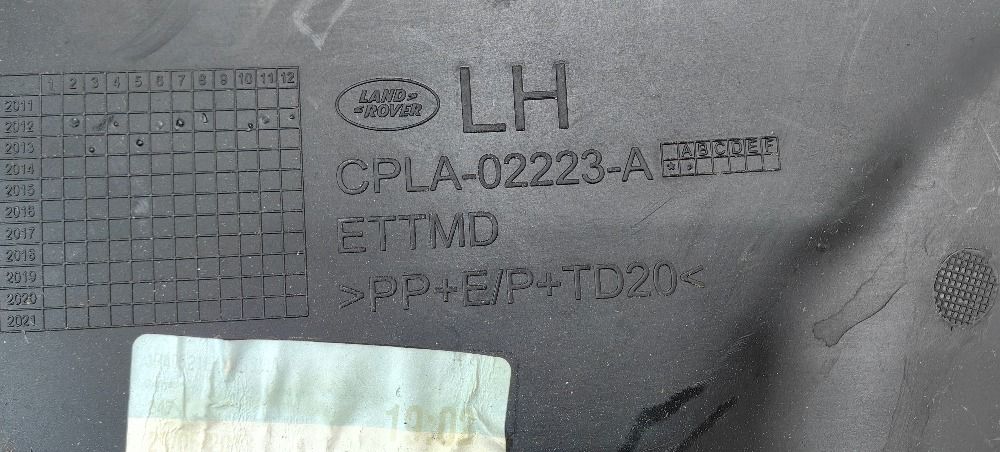 1 2 3 4 5 6 7 8 9 10 11 12
2011
2012
2013
2014
2015
2016
2017
2018
2019
2020
2021
LAND
ROVER
LH
CPLA-02223-A
A B C D E F
ETTMD
>PP+E/P+TD20<